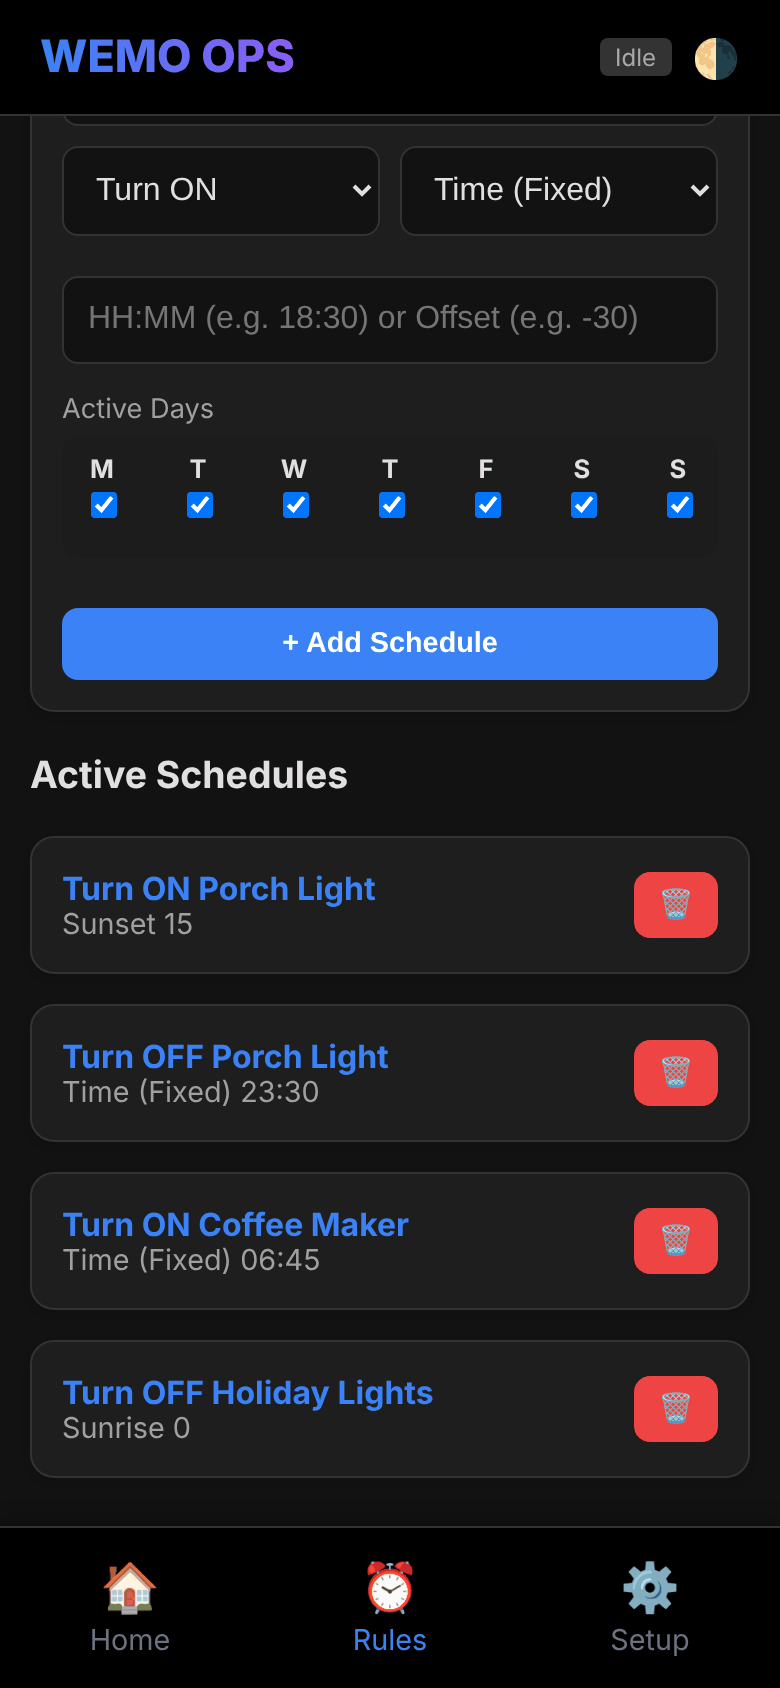 WEMO OPS
Idle
Turn ON
Time (Fixed)
HH:MM (e.g. 18:30) or Offset (e.g. -30)
Active Days
M T W T F S S
+ Add Schedule
Active Schedules
Turn ON Porch Light
Sunset 15
Turn OFF Porch Light
Time (Fixed) 23:30
Turn ON Coffee Maker
Time (Fixed) 06:45
Turn OFF Holiday Lights
Sunrise 0
Home
Rules
Setup